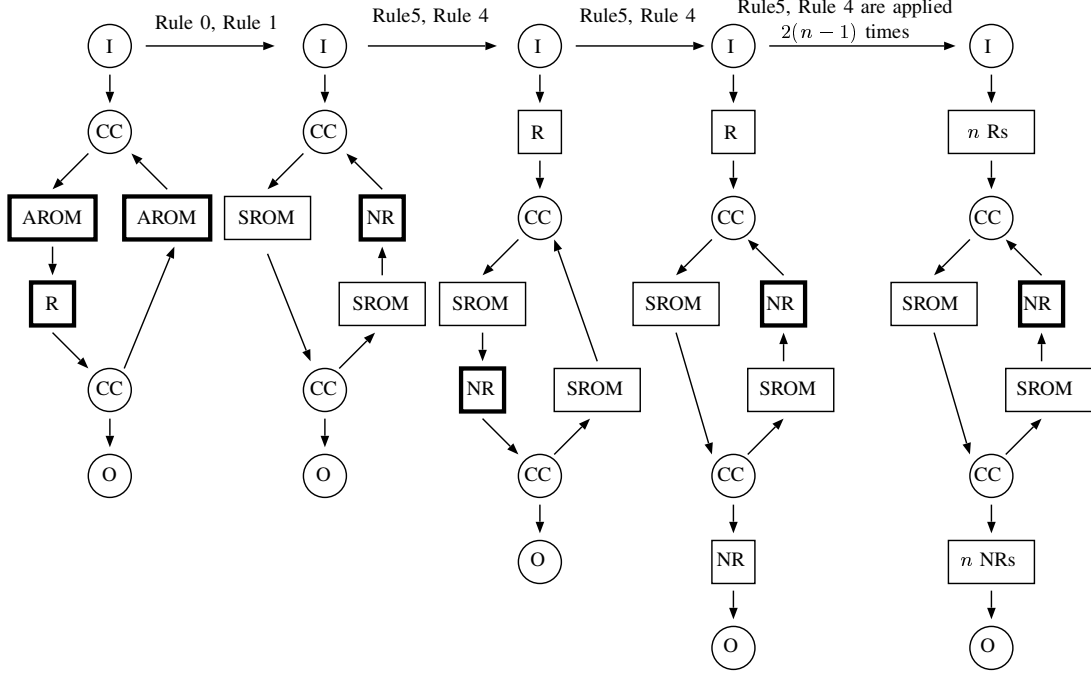 Rule 0, Rule 1
Rule5, Rule 4
Rule5, Rule 4
Rule5, Rule 4 are applied
2(n − 1) times
I
I
I
I
I
CC
CC
R
R
n Rs
AROM
AROM
SROM
NR
CC
CC
CC
R
SROM
SROM
SROM
NR
SROM
NR
CC
CC
NR
SROM
SROM
SROM
O
O
CC
CC
CC
O
NR
n NRs
O
O